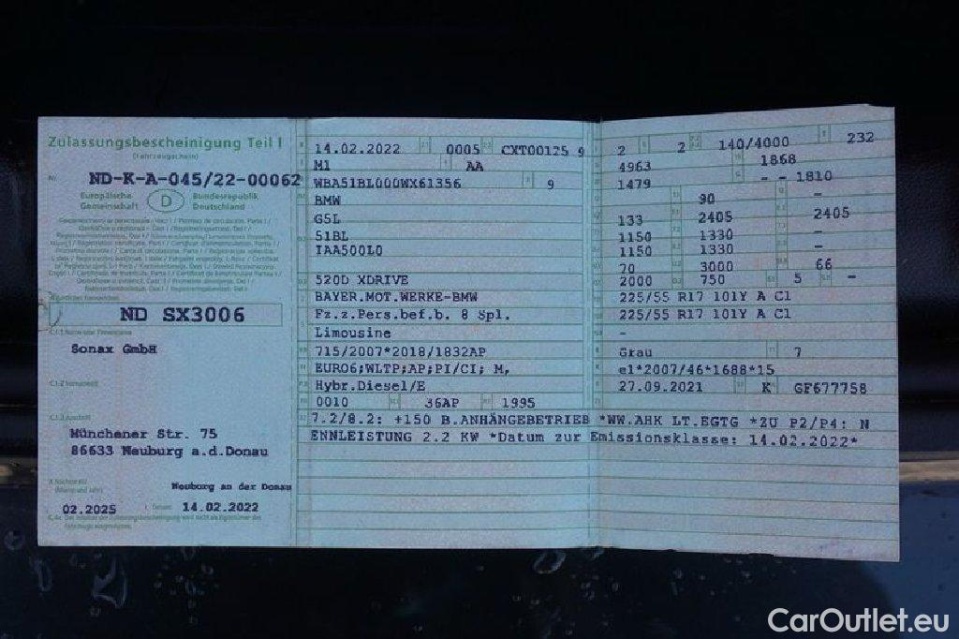 Zulassungsbescheinigung Teil I
(Fahrzeugschein)
Nr. ND-K-A-045/22-00062
Europäische Gemeinschaft
D
Bundesrepublik Deutschland
ND SX3006
Sonax GmbH
Münchener Str. 75
86633 Neuburg a.d.Donau
Neuburg an der Donau
02.2025
14.02.2022
14.02.2022 0005 CXT00125 9
M1 AA
WBA51BL000WX61356 9
BMW
G5L
51BL
IAA500L0
520D XDRIVE
BAYER.MOT.WERKE-BMW
Fz.z.Pers.bef.b. 8 Spl.
Limousine
715/2007*2018/1832AP
EURO6;WLTP;AP;PI/CI; M,
Hybr.Diesel/E
0010 36AP 1995
2 2 140/4000 232
4963 1868
1479 - - 1810
90 -
133 2405 2405
1150 1330 -
1150 1330 -
70 3000 66
2000 750 5 -
225/55 R17 101Y A C1
225/55 R17 101Y A C1
-
Grau 7
e1*2007/46*1688*15
27.09.2021 K GF677758
7.2/8.2: +150 B.ANHÄNGEBETRIEB *WW.AHK LT.EGTG *ZU P2/P4: N
ENNLEISTUNG 2.2 KW *Datum zur Emissionsklasse: 14.02.2022*
CarOutlet.eu